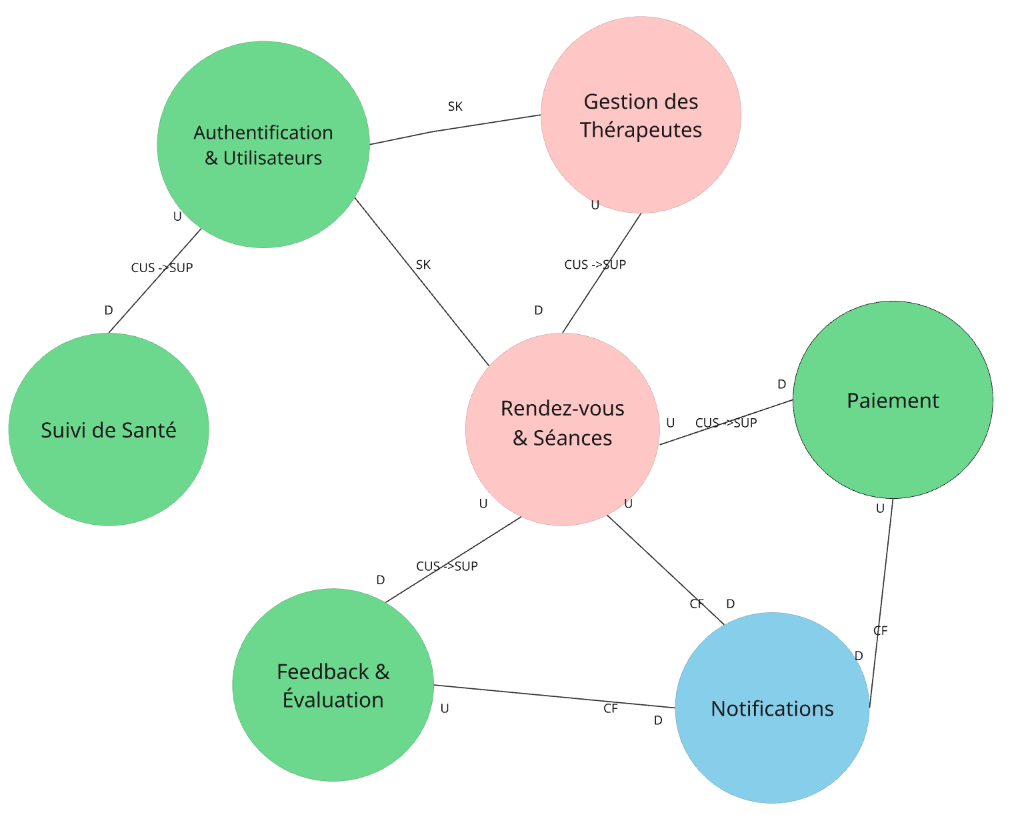 Gestion des
Thérapeutes
SK
Authentification
& Utilisateurs
U
U
CUS ->SUP
SK
CUS ->SUP
D
D
D
Paiement
Rendez-vous
& Séances
U
CUS ->SUP
Suivi de Santé
U
U
U
CUS ->SUP
D
CF
D
CF
D
Feedback &
Évaluation
U
CF
D
Notifications